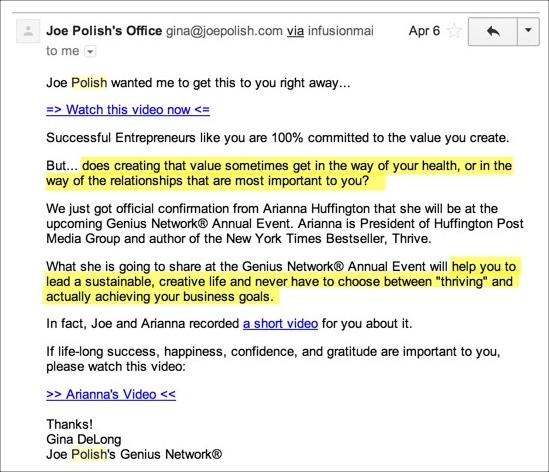 Joe Polish's Office gina@joepolish.com via infusionmai Apr 6
to me
Joe Polish wanted me to get this to you right away...
=> Watch this video now <=
Successful Entrepreneurs like you are 100% committed to the value you create.
But... does creating that value sometimes get in the way of your health, or in the
way of the relationships that are most important to you?
We just got official confirmation from Arianna Huffington that she will be at the
upcoming Genius Network® Annual Event. Arianna is President of Huffington Post
Media Group and author of the New York Times Bestseller, Thrive.
What she is going to share at the Genius Network® Annual Event will help you to
lead a sustainable, creative life and never have to choose between "thriving" and
actually achieving your business goals.
In fact, Joe and Arianna recorded a short video for you about it.
If life-long success, happiness, confidence, and gratitude are important to you,
please watch this video:
>> Arianna's Video <<
Thanks!
Gina DeLong
Joe Polish's Genius Network®